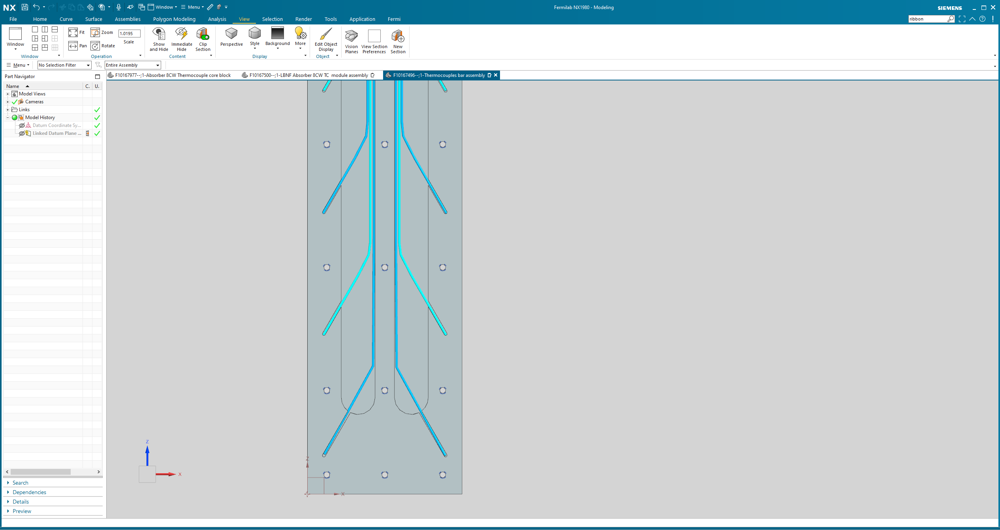 NX Window Menu Fermilab NX1980 - Modeling SIEMENS
File Home Curve Surface Assemblies Polygon Modeling Analysis View Selection Render Tools Application Fermi ribbon
Window
Fit Zoom 1.0195
Pan Rotate Scale
Show and Hide
Immediate Hide
Clip Section
Perspective
Style
Background
More
Edit Object Display
Vision Planes
View Section Preferences
New Section
Window Operation Content Display Object
Menu No Selection Filter Entire Assembly
Part Navigator
F10167977--;1-Absorber 8CW Thermocouple core block
F10167500--;1-LBNF Absorber 8CW TC module assembly
F10167496--;1-Thermocouples bar assembly
Name C. U.
Model Views
Cameras
Links
Model History
Datum Coordinate Sy...
Linked Datum Plane ...
Z
X
Z
X
Search
Dependencies
Details
Preview